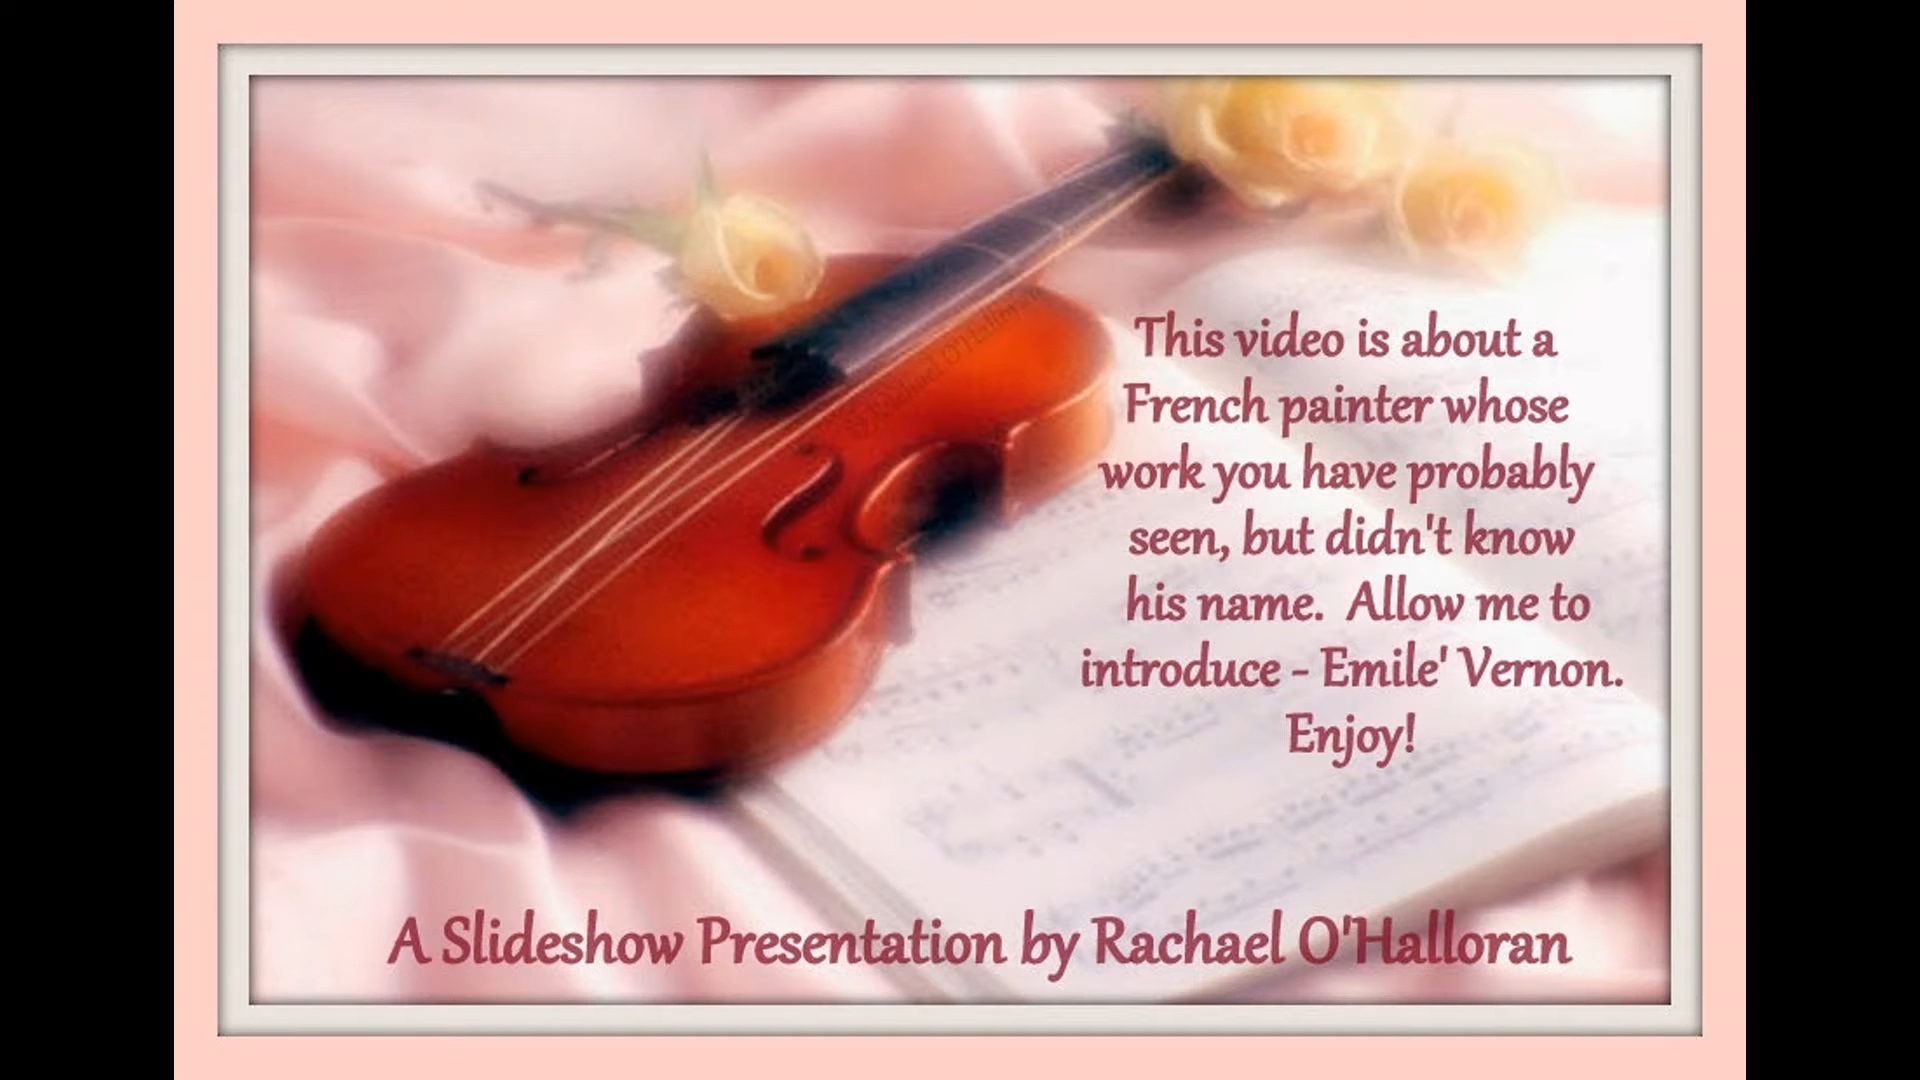 This video is about a
French painter whose
work you have probably
seen, but didn't know
his name.  Allow me to
introduce - Emile' Vernon.
Enjoy!
A Slideshow Presentation by Rachael O'Halloran